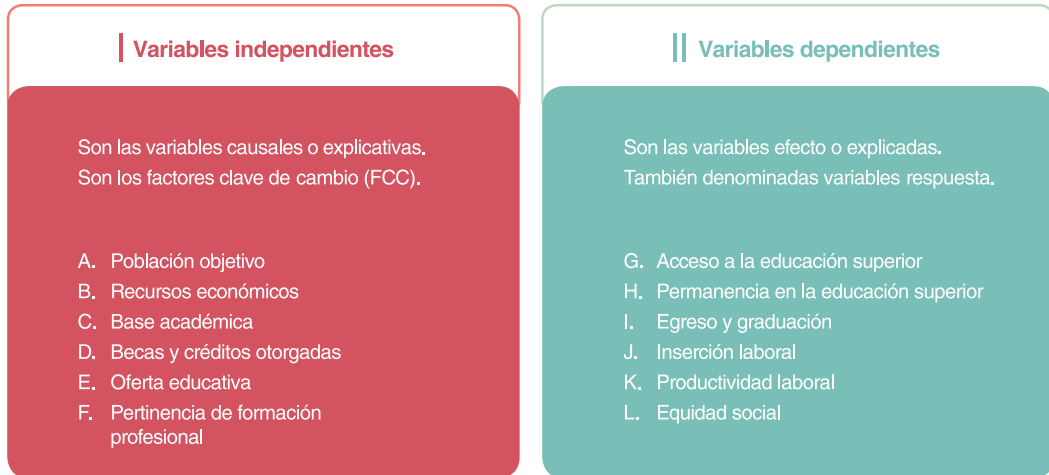 I Variables independientes
Son las variables causales o explicativas.
Son los factores clave de cambio (FCC).
A. Población objetivo
B. Recursos económicos
C. Base académica
D. Becas y créditos otorgadas
E. Oferta educativa
F. Pertinencia de formación
profesional
II Variables dependientes
Son las variables efecto o explicadas.
También denominadas variables respuesta.
G. Acceso a la educación superior
H. Permanencia en la educación superior
I. Egreso y graduación
J. Inserción laboral
K. Productividad laboral
L. Equidad social